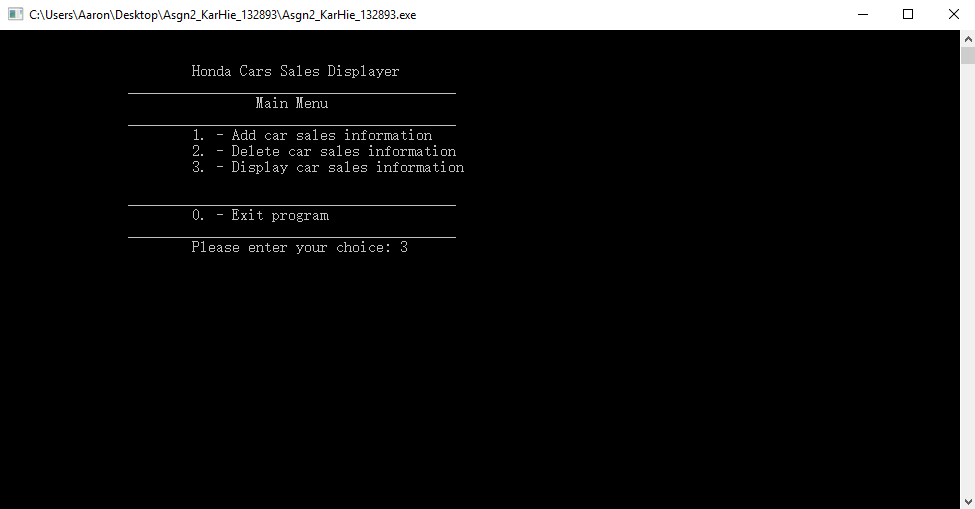 C:\Users\Aaron\Desktop\Asgn2_KarHie_132893\Asgn2_KarHie_132893.exe
Honda Cars Sales Displayer
Main Menu
1. - Add car sales information
2. - Delete car sales information
3. - Display car sales information
0. - Exit program
Please enter your choice: 3